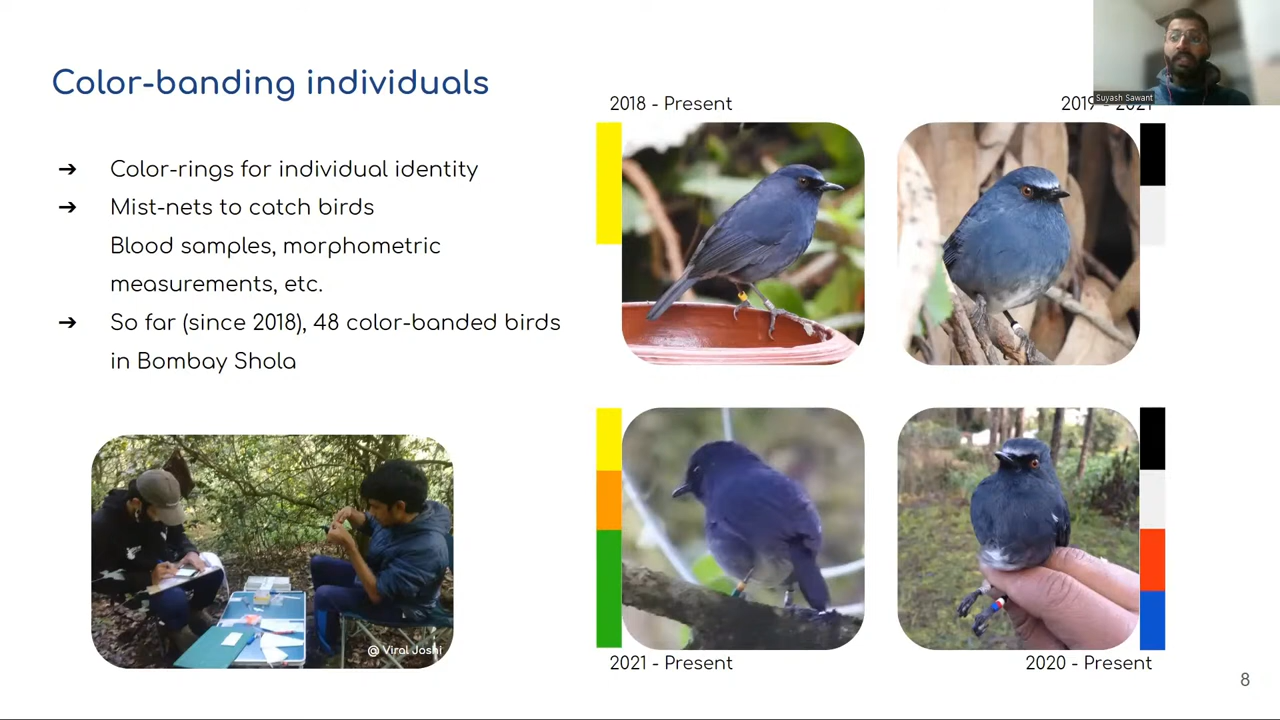 Color-banding individuals
➔ Color-rings for individual identity
➔ Mist-nets to catch birds
Blood samples, morphometric
measurements, etc.
➔ So far (since 2018), 48 color-banded birds
in Bombay Shola
@ Viral Joshi
2018 - Present
2019 - 2021
2021 - Present
2020 - Present
Suyash Sawant
8